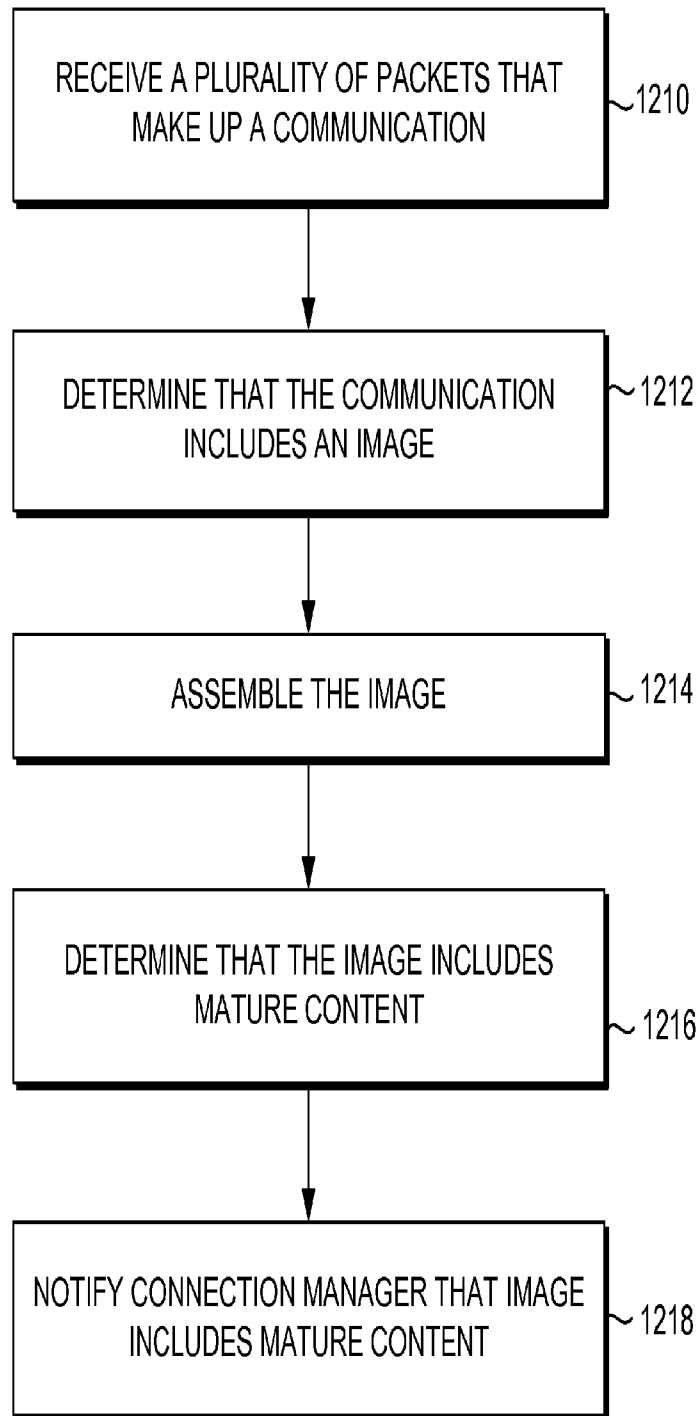 RECEIVE A PLURALITY OF PACKETS THAT
MAKE UP A COMMUNICATION
1210
DETERMINE THAT THE COMMUNICATION
INCLUDES AN IMAGE
1212
ASSEMBLE THE IMAGE
1214
DETERMINE THAT THE IMAGE INCLUDES
MATURE CONTENT
1216
NOTIFY CONNECTION MANAGER THAT IMAGE
INCLUDES MATURE CONTENT
1218